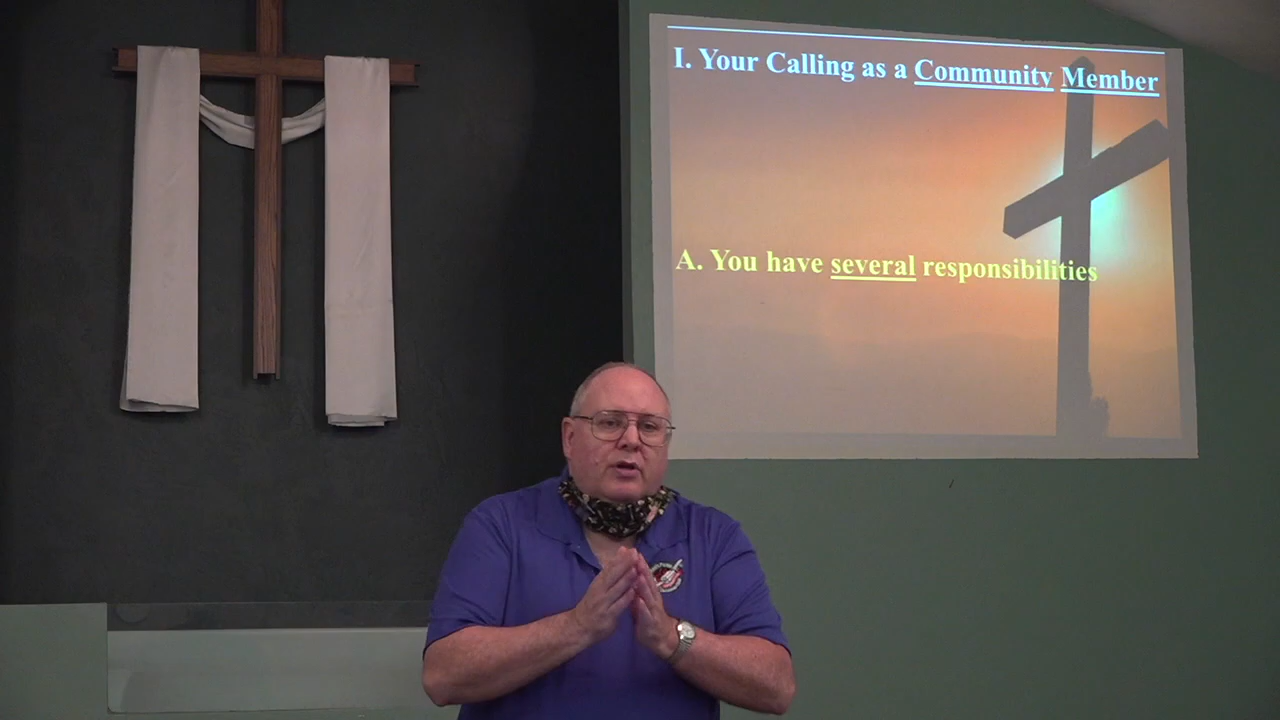 I. Your Calling as a Community Member
A. You have several responsibilities